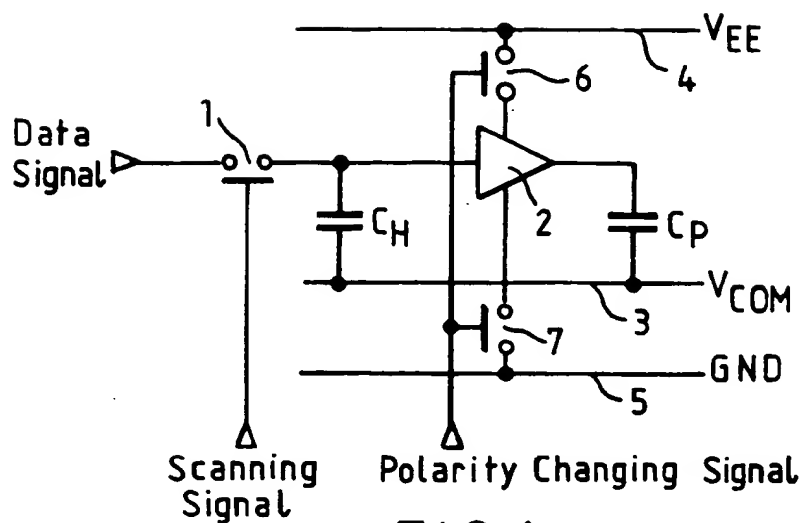 V_EE
4
6
1
Data
Signal
2
C_H
C_P
V_COM
3
7
GND
5
Scanning
Signal
Polarity Changing Signal